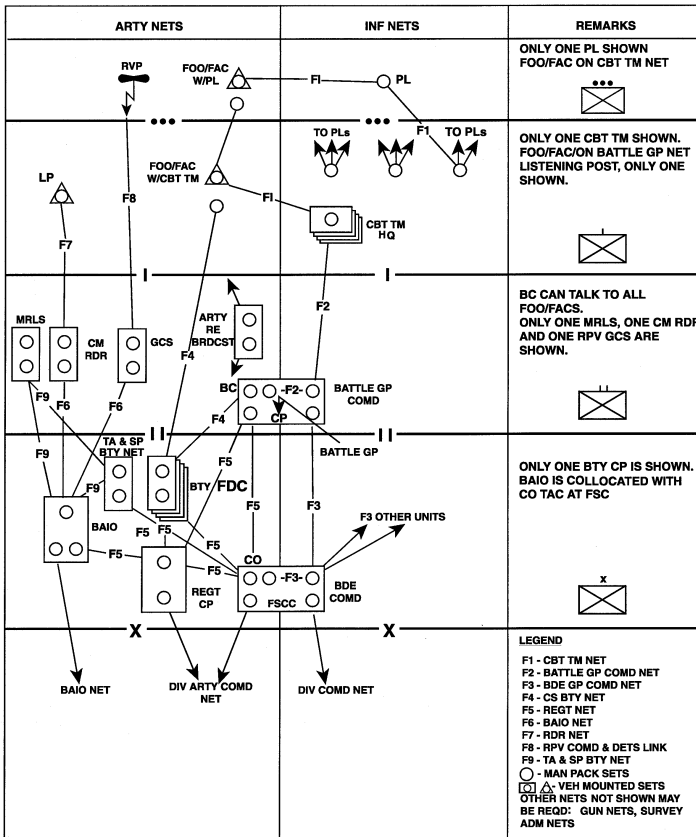 ARTY NETS
INF NETS
REMARKS
RVP
FOO/FAC
W/PL
FI
PL
ONLY ONE PL SHOWN
FOO/FAC ON CBT TM NET
F1
TO PLs
TO PLs
LP
F8
FOO/FAC
W/CBT TM
FI
F7
CBT TM
HQ
ONLY ONE CBT TM SHOWN.
FOO/FAC/ON BATTLE GP NET
LISTENING POST, ONLY ONE
SHOWN.
I
I
I
MRLS
CM
RDR
GCS
ARTY
RE
BRDCST
F2
F4
F9
F6
F6
BC
-F2-
CP
BATTLE GP
COMD
F4
BC CAN TALK TO ALL
FOO/FACS.
ONLY ONE MRLS, ONE CM RDR
AND ONE RPV GCS ARE
SHOWN.
I I
II
II
TA & SP
BTY NET
BATTLE GP
F9
F9
F5
BTY
FDC
F5
F3
F3 OTHER UNITS
BAIO
F5
F5
F5
F5
F5
CO
-F3-
FSCC
BDE
COMD
REGT
CP
ONLY ONE BTY CP IS SHOWN.
BAIO IS COLLOCATED WITH
CO TAC AT FSC
X
X
X
BAIO NET
DIV ARTY COMD
NET
DIV COMD NET
LEGEND
F1 - CBT TM NET
F2 - BATTLE GP COMD NET
F3 - BDE GP COMD NET
F4 - CS BTY NET
F5 - REGT NET
F6 - BAIO NET
F7 - RDR NET
F8 - RPV COMD & DETS LINK
F9 - TA & SP BTY NET
- MAN PACK SETS
- VEH MOUNTED SETS
OTHER NETS NOT SHOWN MAY
BE REQD: GUN NETS, SURVEY
ADM NETS